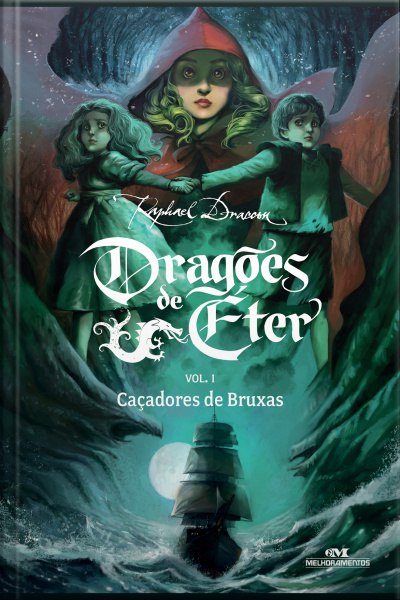 Raphael Draccon
Dragões
de
Éter
VOL. I
Caçadores de Bruxas
MELHORAMENTOS